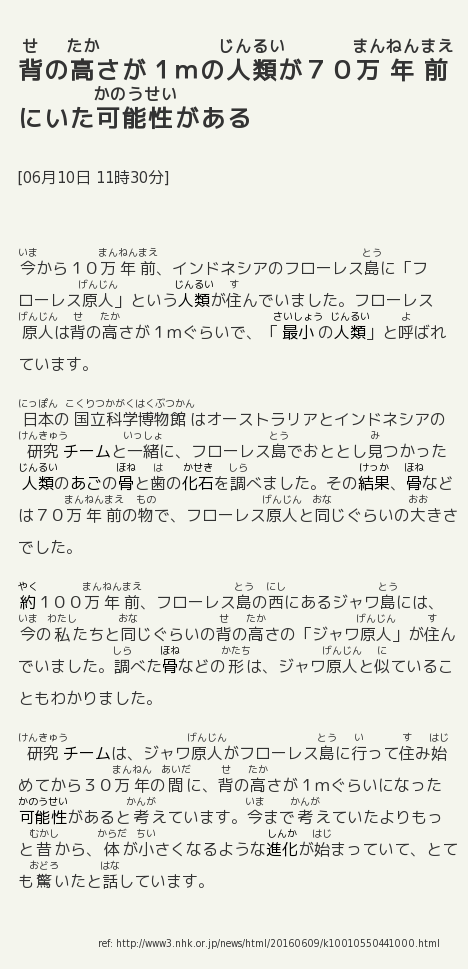 背の高さが1mの人類が70万年前
にいた可能性がある
[06月10日 11時30分]
今から10万年前、インドネシアのフローレス島に「フ
ローレス原人」という人類が住んでいました。フローレス
原人は背の高さが1mぐらいで、「最小の人類」と呼ばれ
ています。
日本の国立科学博物館はオーストラリアとインドネシアの
研究チームと一緒に、フローレス島でおととし見つかった
人類のあごの骨と歯の化石を調べました。その結果、骨など
は70万年前の物で、フローレス原人と同じぐらいの大きさ
でした。
約100万年前、フローレス島の西にあるジャワ島には、
今の私たちと同じぐらいの背の高さの「ジャワ原人」が住ん
でいました。調べた骨などの形は、ジャワ原人と似ているこ
ともわかりました。
研究チームは、ジャワ原人がフローレス島に行って住み始
めてから30万年の間に、背の高さが1mぐらいになった
可能性があると考えています。今まで考えていたよりもっ
と昔から、体が小さくなるような進化が始まっていて、とて
も驚いたと話しています。
ref: http://www3.nhk.or.jp/news/html/20160609/k10010550441000.html